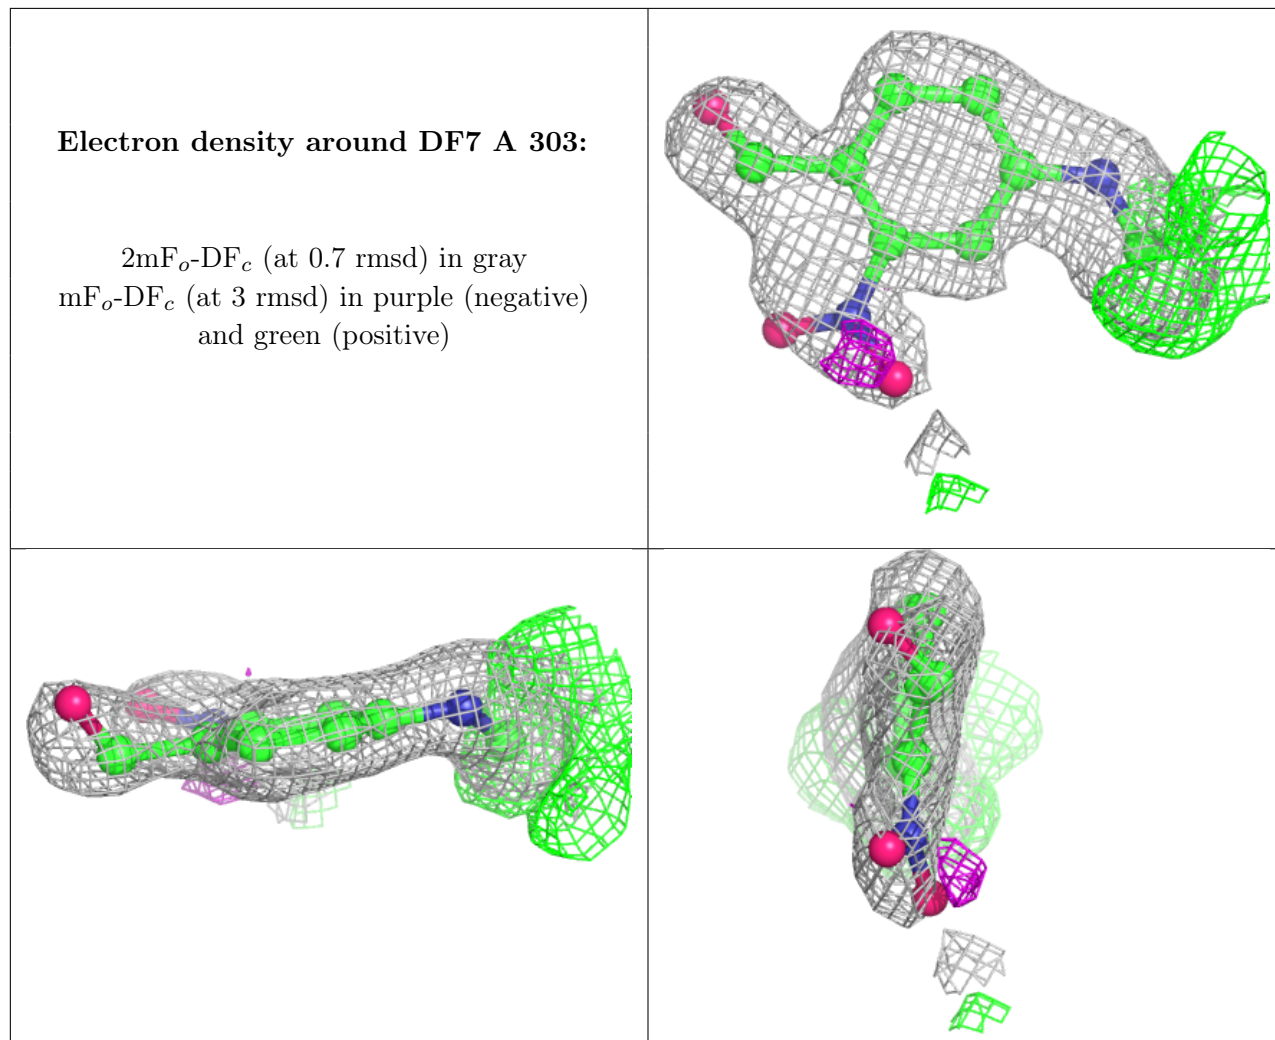 Electron density around DF7 A 303:
2mFo-DFc (at 0.7 rmsd) in gray
mFo-DFc (at 3 rmsd) in purple (negative)
and green (positive)